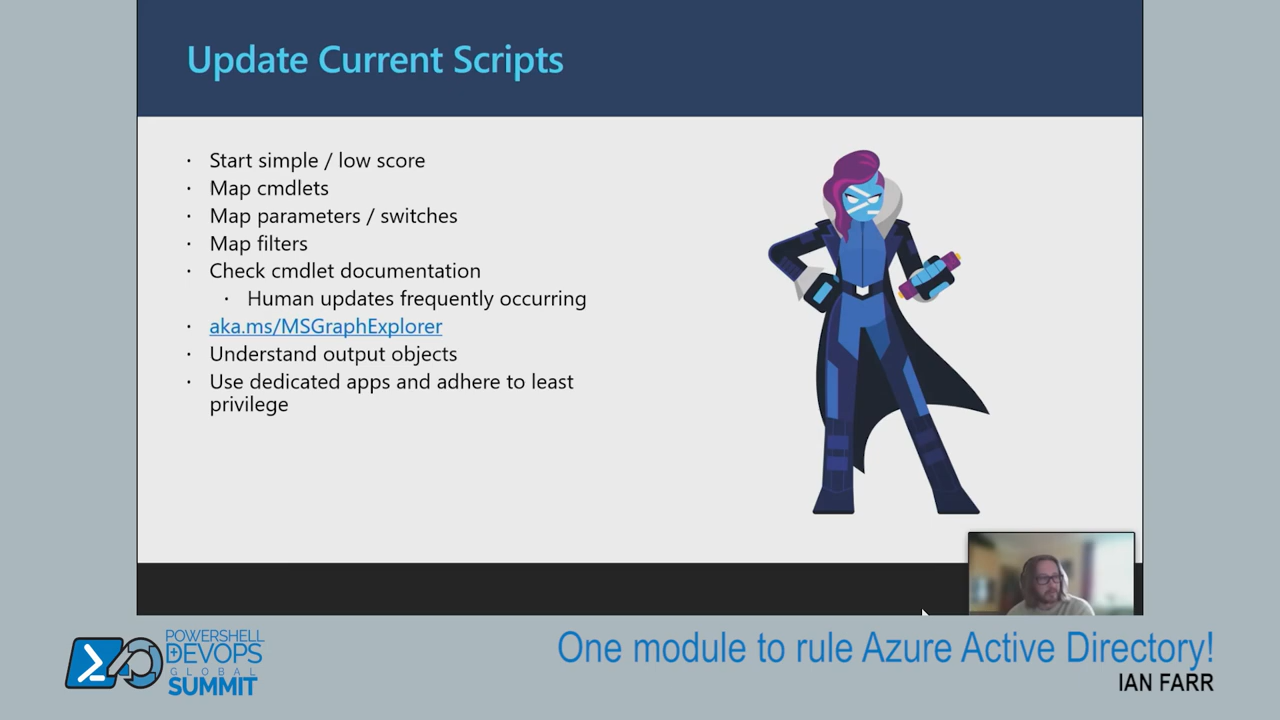 Update Current Scripts
· Start simple / low score
· Map cmdlets
· Map parameters / switches
· Map filters
· Check cmdlet documentation
· Human updates frequently occurring
· aka.ms/MSGraphExplorer
· Understand output objects
· Use dedicated apps and adhere to least
privilege
POWERSHELL
+DEVOPS
GLOBAL
SUMMIT
One module to rule Azure Active Directory!
IAN FARR